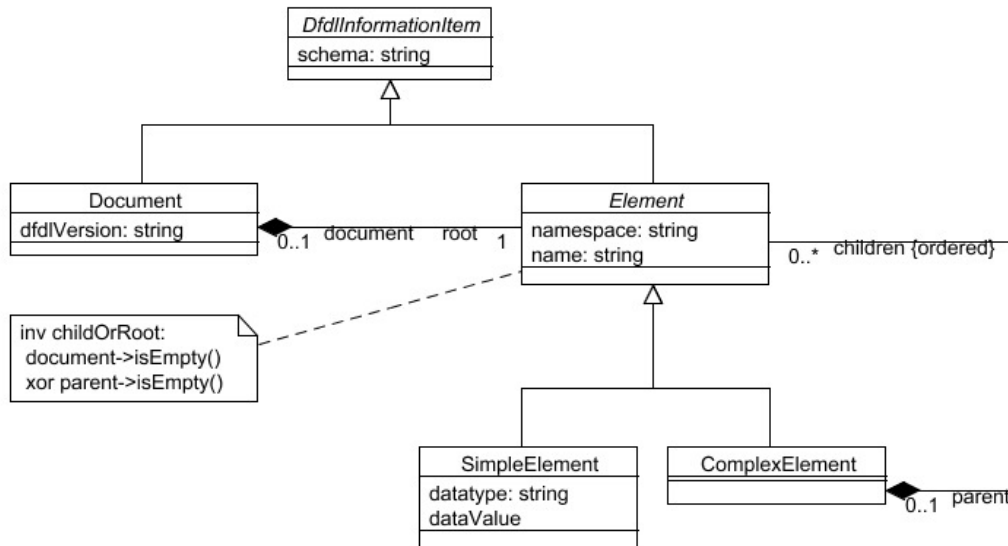 DfdlInformationItem
schema: string
Document
dfdlVersion: string
0..1 document root 1
Element
namespace: string
name: string
0..* children {ordered}
inv childOrRoot:
document->isEmpty()
xor parent->isEmpty()
SimpleElement
datatype: string
dataValue
ComplexElement
0..1 parent